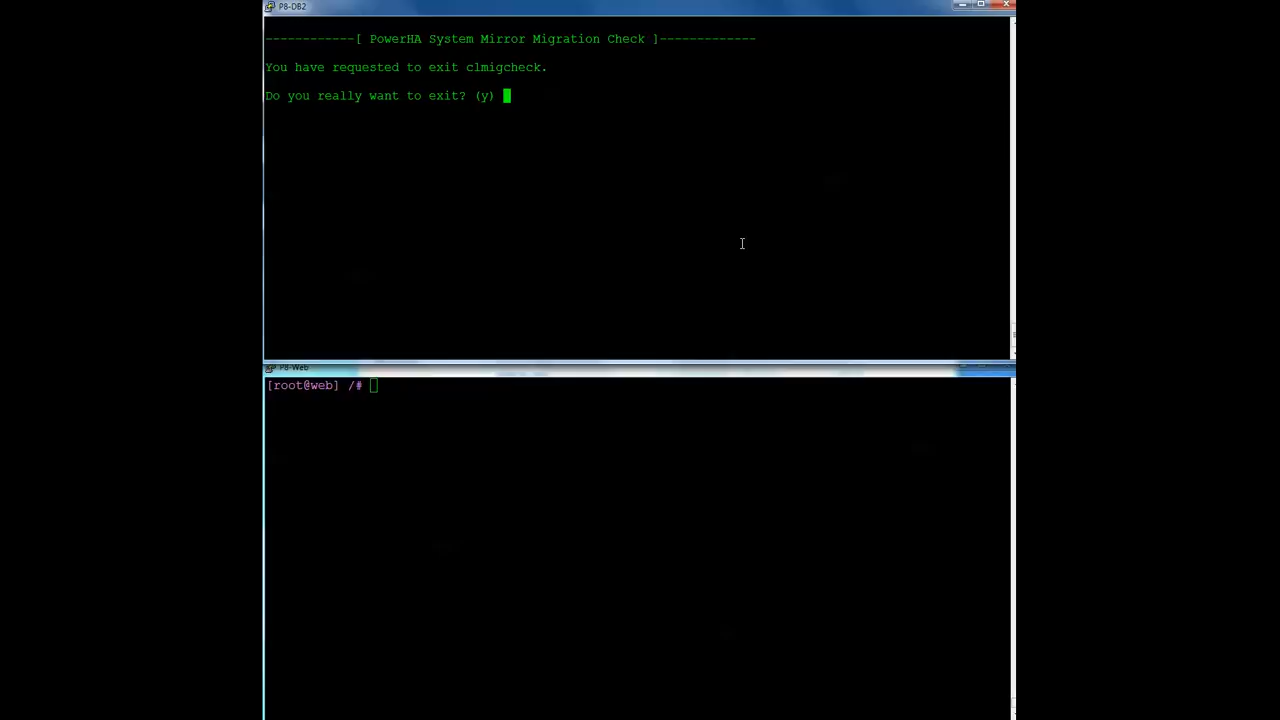 P8-DB2
------------[ PowerHA System Mirror Migration Check ]-------------
You have requested to exit clmigcheck.
Do you really want to exit? (y)
P8-Web
[root@web] /#